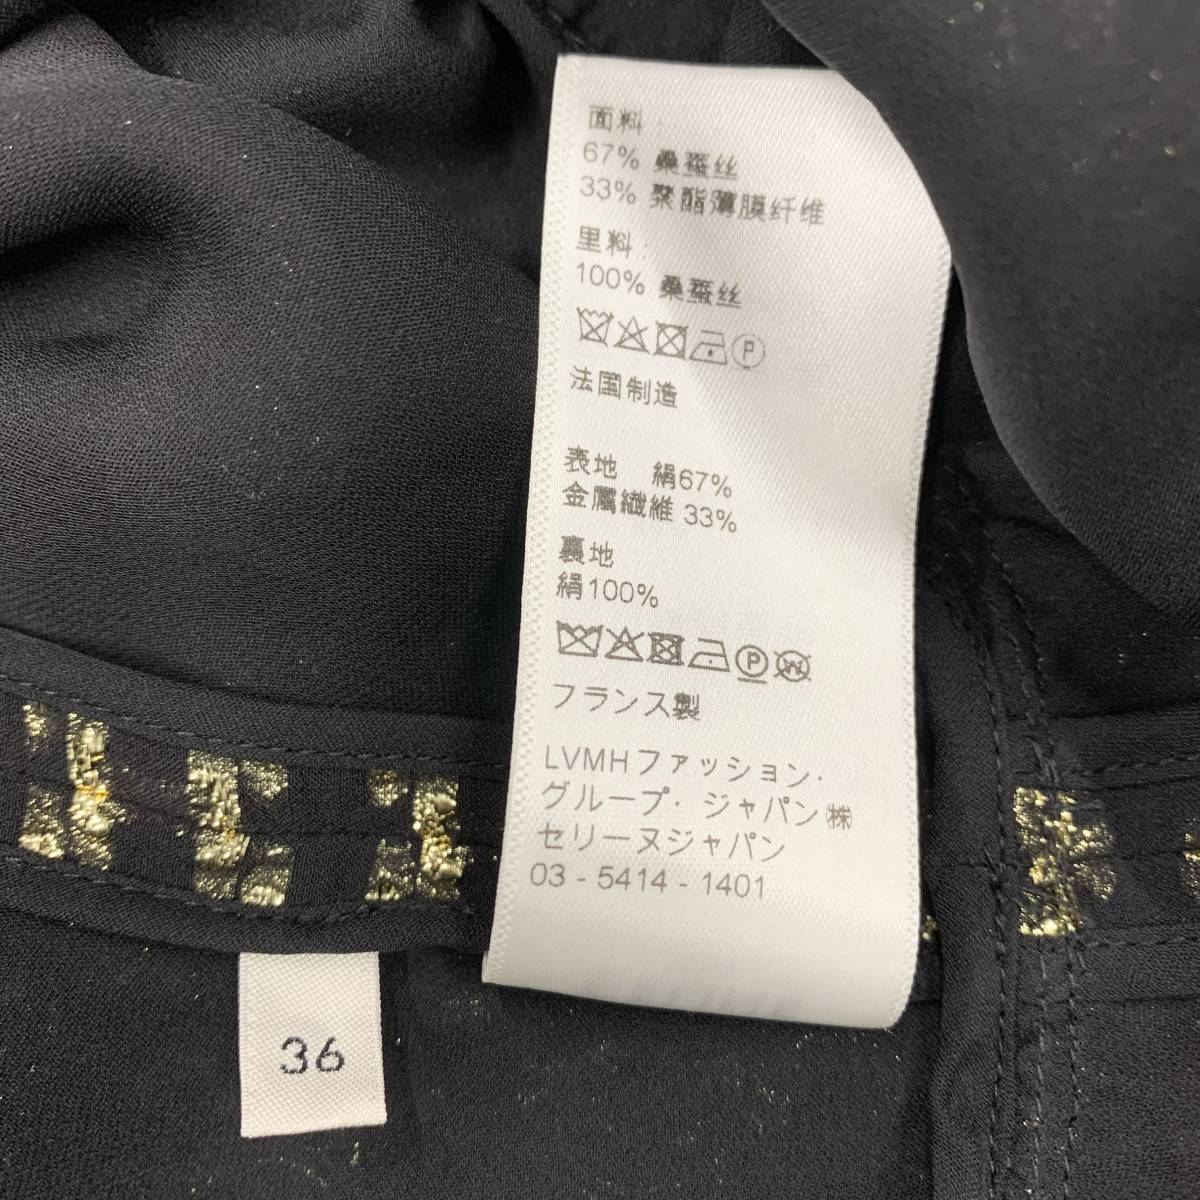 面料:
67% 桑蚕丝
33% 聚酯薄膜纤维
里料:
100% 桑蚕丝
P
法国制造
表地 絹67%
金属繊維 33%
裏地
絹100%
P W
フランス製
LVMHファッション・
グループ・ジャパン㈱
セリーヌジャパン
03 - 5414 - 1401
36